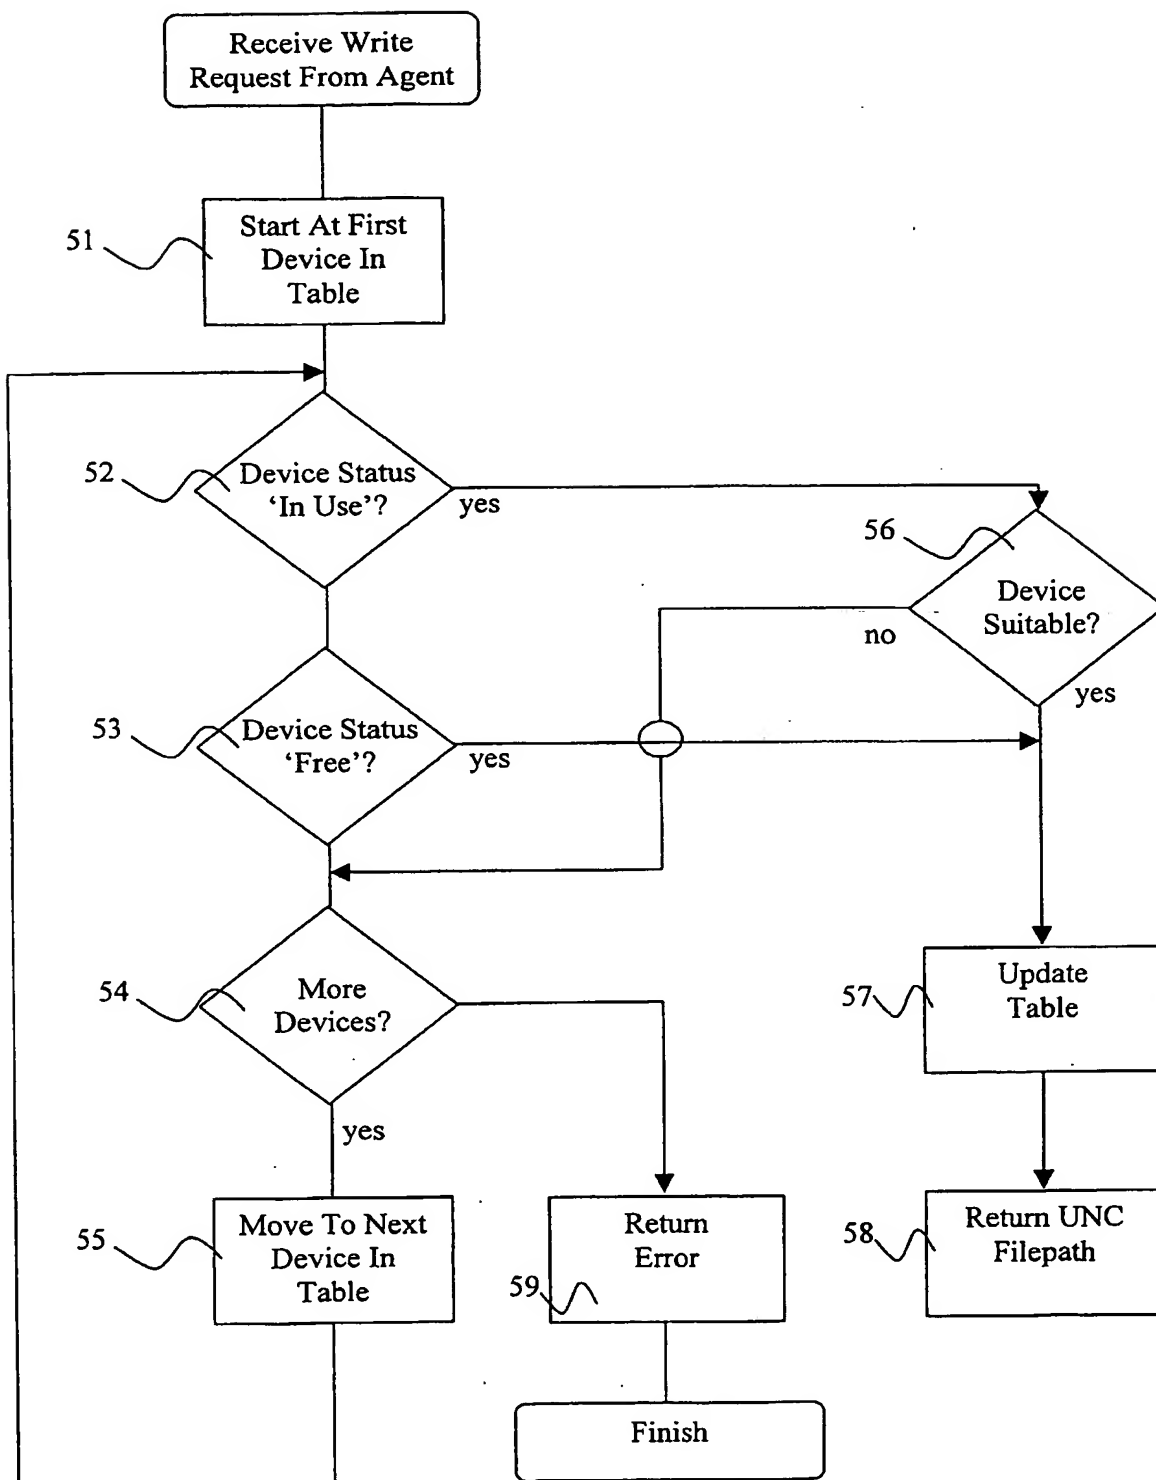 Receive Write
Request From Agent
51
Start At First
Device In
Table
52
Device Status
‘In Use’?
yes
56
Device
Suitable?
no
yes
53
Device Status
‘Free’?
yes
54
More
Devices?
yes
57
Update
Table
55
Move To Next
Device In
Table
59
Return
Error
58
Return UNC
Filepath
Finish